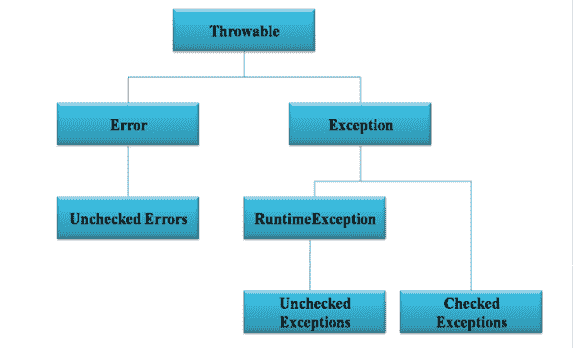 Throwable
Error
Exception
Unchecked Errors
RuntimeException
Unchecked
Exceptions
Checked
Exceptions